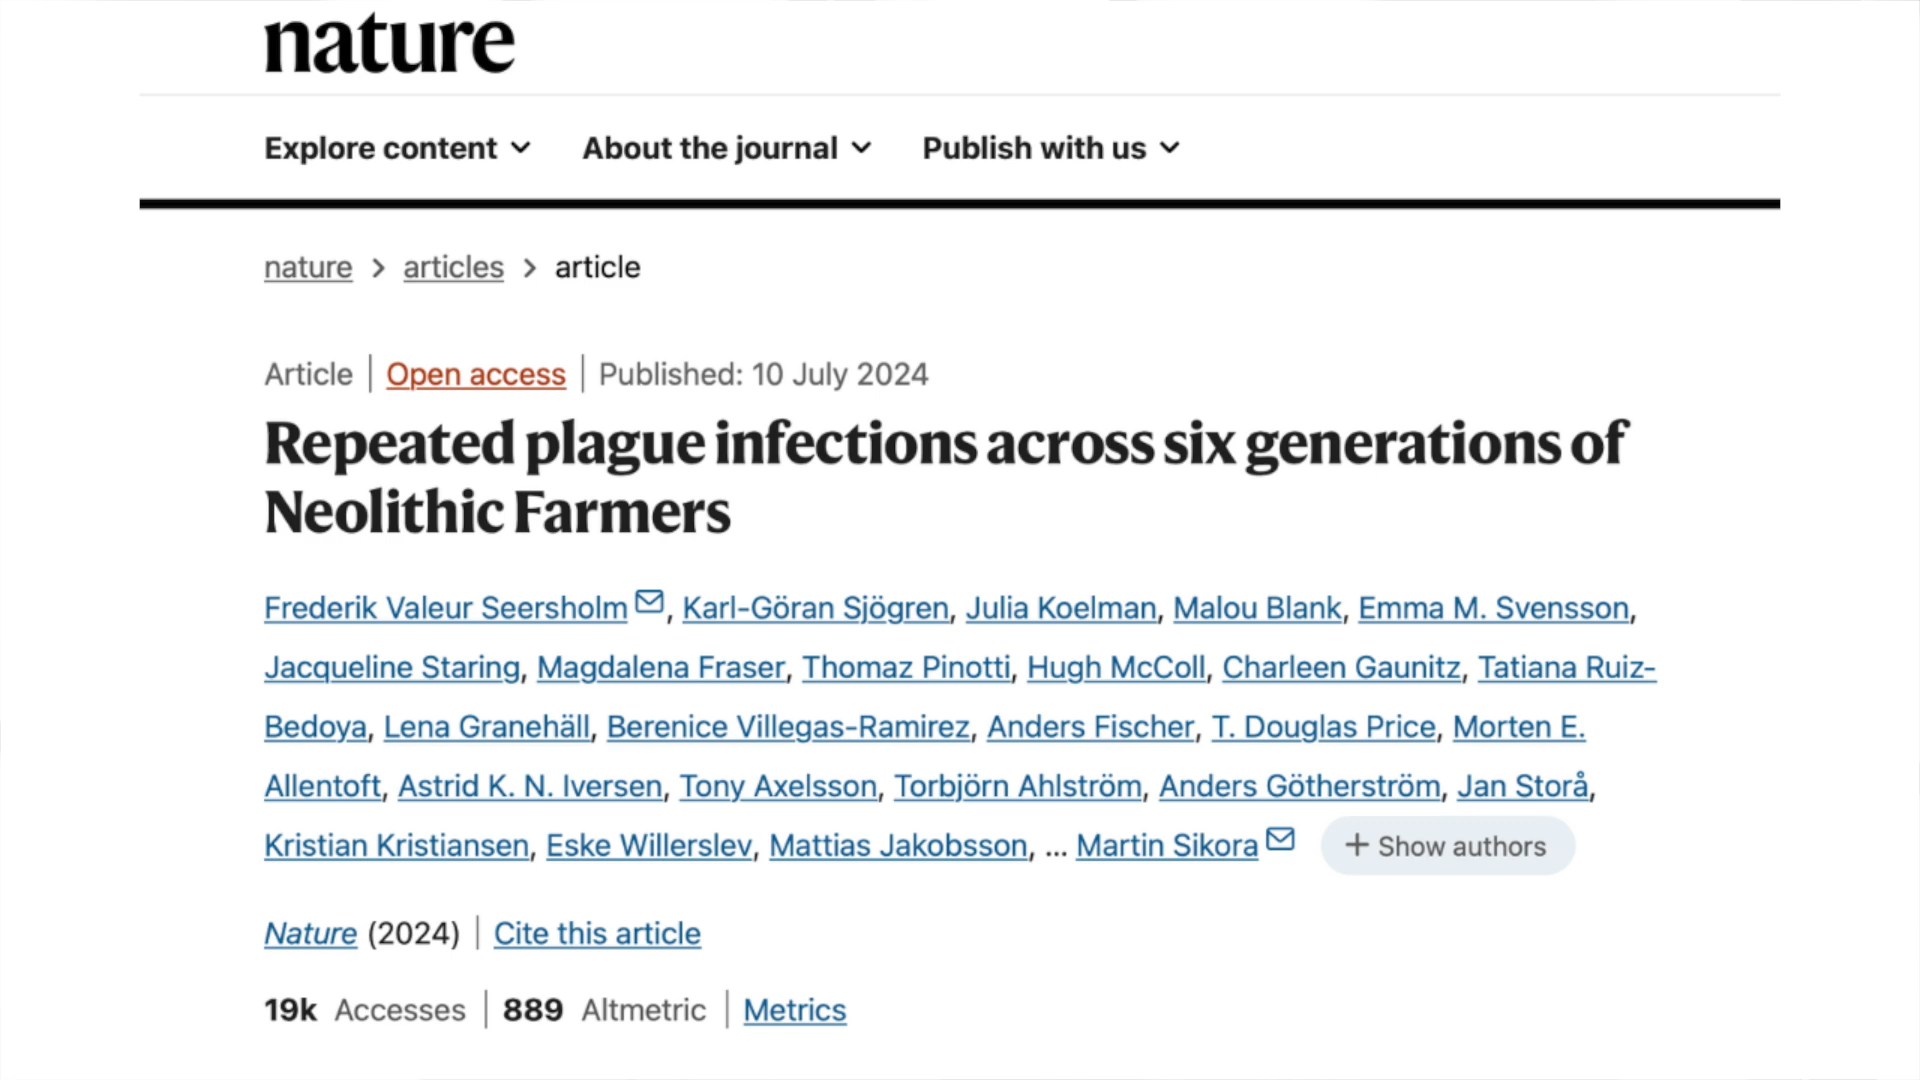 nature
Explore content About the journal Publish with us
nature > articles > article
Article | Open access | Published: 10 July 2024
Repeated plague infections across six generations of
Neolithic Farmers
Frederik Valeur Seersholm, Karl-Göran Sjögren, Julia Koelman, Malou Blank, Emma M. Svensson,
Jacqueline Staring, Magdalena Fraser, Thomaz Pinotti, Hugh McColl, Charleen Gaunitz, Tatiana Ruiz-
Bedoya, Lena Granehäll, Berenice Villegas-Ramirez, Anders Fischer, T. Douglas Price, Morten E.
Allentoft, Astrid K. N. Iversen, Tony Axelsson, Torbjörn Ahlström, Anders Götherström, Jan Storå,
Kristian Kristiansen, Eske Willerslev, Mattias Jakobsson, ... Martin Sikora + Show authors
Nature (2024) | Cite this article
19k Accesses | 889 Altmetric | Metrics